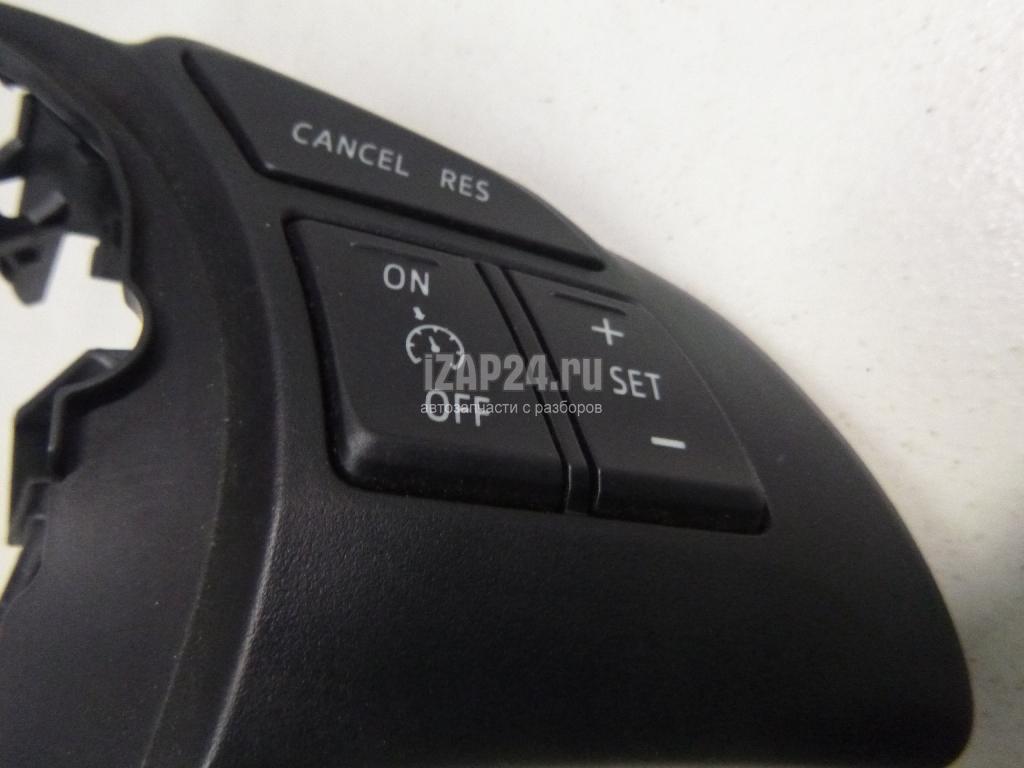 CANCEL RES
ON
+
iZAP24.ru
SET
автозапчасти с разборов
OFF
−